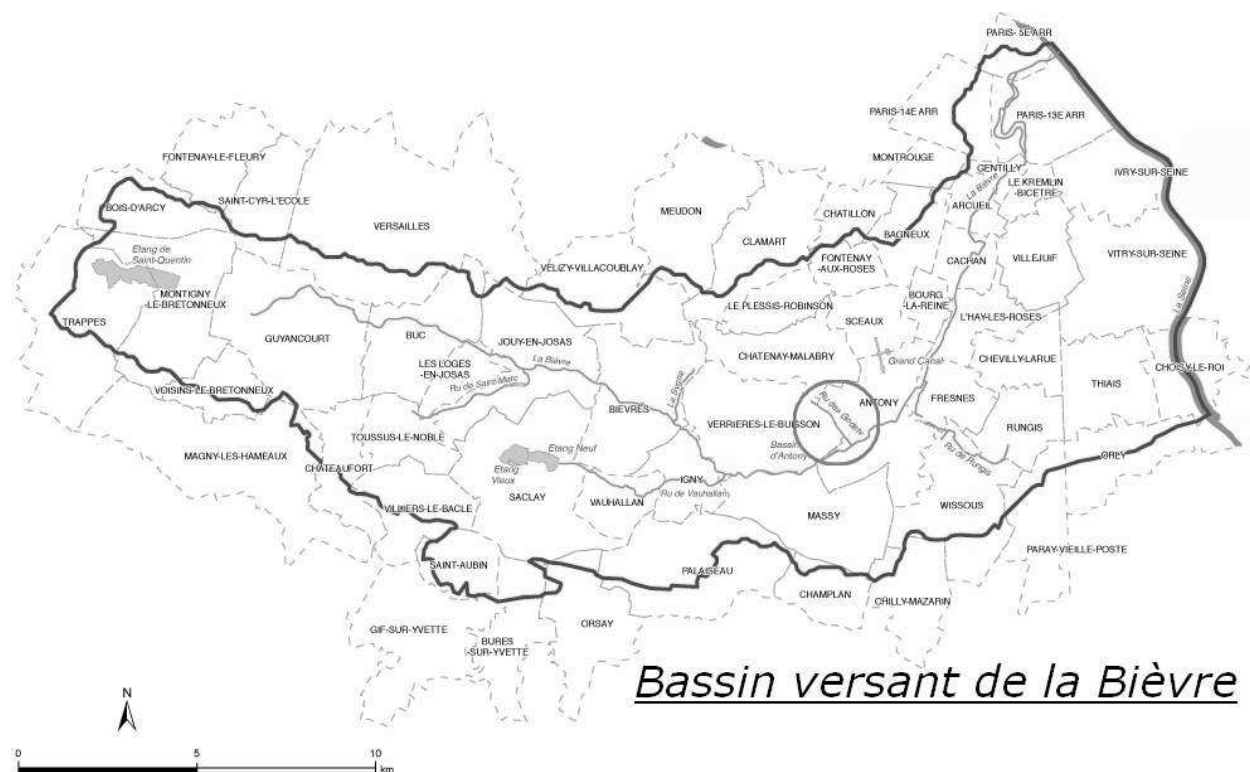 PARIS- 5E ARR
PARIS-14E ARR
PARIS-13E ARR
FONTENAY-LE-FLEURY
MONTROUGE
GENTILLY
IVRY-SUR-SEINE
La Bièvre
LE KREMLIN
-BICETRE
SAINT-CYR-L'ECOLE
BOIS-D'ARCY
ARCUEIL
MEUDON
CHATILLON
VERSAILLES
BAGNEUX
CLAMART
Etang de
Saint-Quentin
FONTENAY
-AUX-ROSES
CACHAN
VILLEJUIF
VITRY-SUR-SEINE
VELIZY-VILLACOUBLAY
MONTIGNY
-LE-BRETONNEUX
LE PLESSIS-ROBINSON
BOURG
-LA-REINE
La Seine
TRAPPES
SCEAUX
L'HAY-LES-ROSES
GUYANCOURT
BUC
JOUY-EN-JOSAS
CHATENAY-MALABRY
Grand Canal
CHEVILLY-LARUE
La Bièvre
LES LOGES
-EN-JOSAS
CHOISY-LE-ROI
Ru de Saint-Marc
THIAIS
VOISINS-LE-BRETONNEUX
La Sygrie
Ru des Godets
ANTONY
FRESNES
BIEVRES
VERRIERES-LE-BUISSON
RUNGIS
TOUSSUS-LE-NOBLE
Etang Neuf
Bassin
d'Antony
Ru de Rungis
ORLY
MAGNY-LES-HAMEAUX
CHATEAUFORT
Etang
Vieux
SACLAY
IGNY
VAUHALLAN
Ru de Vauhallan
VILLIERS-LE-BACLE
MASSY
WISSOUS
PARAY-VIEILLE-POSTE
SAINT-AUBIN
PALAISEAU
CHAMPLAN
CHILLY-MAZARIN
GIF-SUR-YVETTE
ORSAY
BURES
-SUR-YVETTE
Bassin versant de la Bièvre
N
0 5 10
km